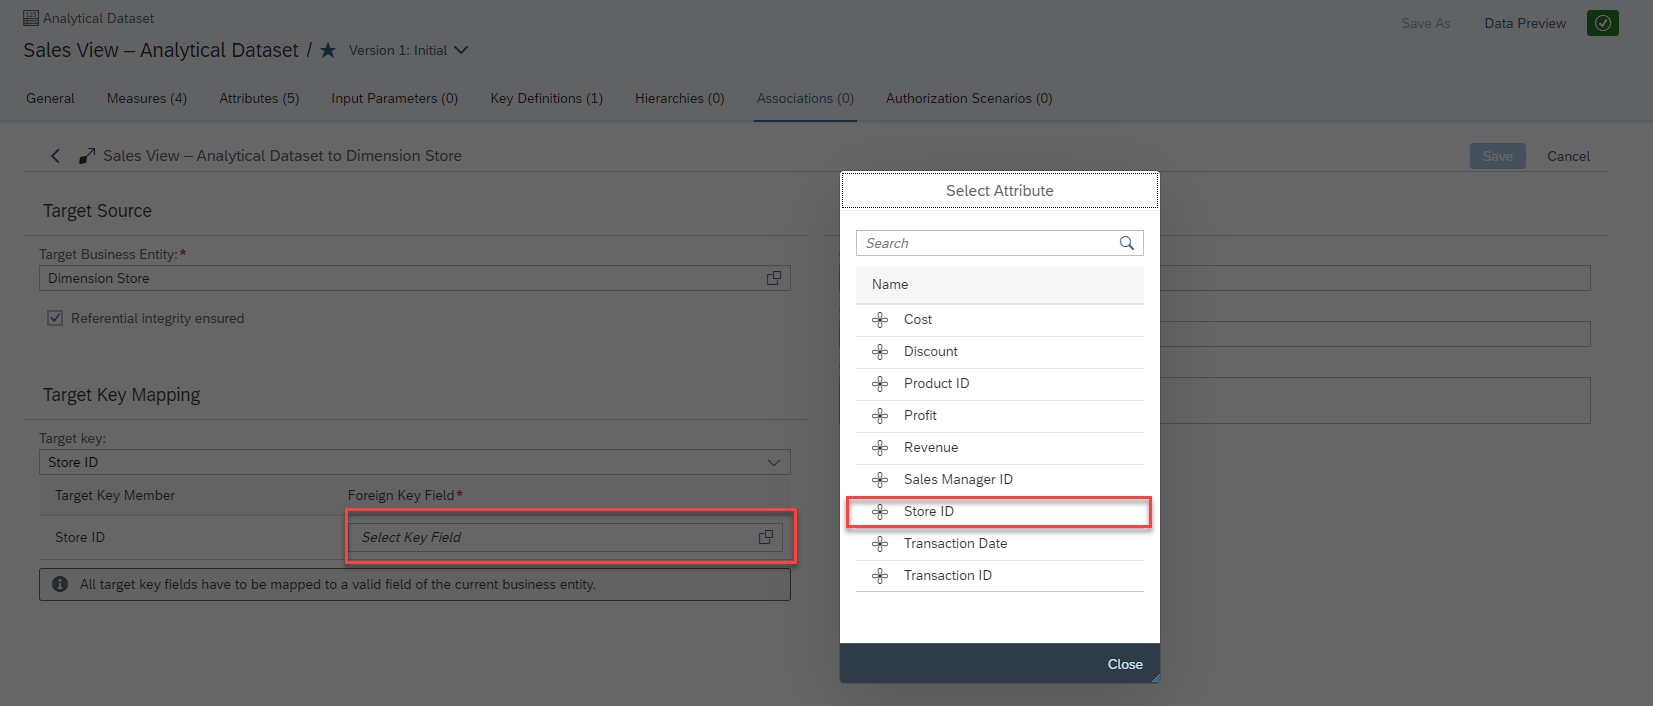 Analytical Dataset
Save As
Data Preview
Sales View – Analytical Dataset / ★ Version 1: Initial
General
Measures (4)
Attributes (5)
Input Parameters (0)
Key Definitions (1)
Hierarchies (0)
Associations (0)
Authorization Scenarios (0)
Sales View – Analytical Dataset to Dimension Store
Save
Cancel
Target Source
Target Business Entity:*
Dimension Store
Referential integrity ensured
Target Key Mapping
Target key:
Store ID
Target Key Member
Foreign Key Field*
Store ID
Select Key Field
All target key fields have to be mapped to a valid field of the current business entity.
Select Attribute
Search
Name
Cost
Discount
Product ID
Profit
Revenue
Sales Manager ID
Store ID
Transaction Date
Transaction ID
Close